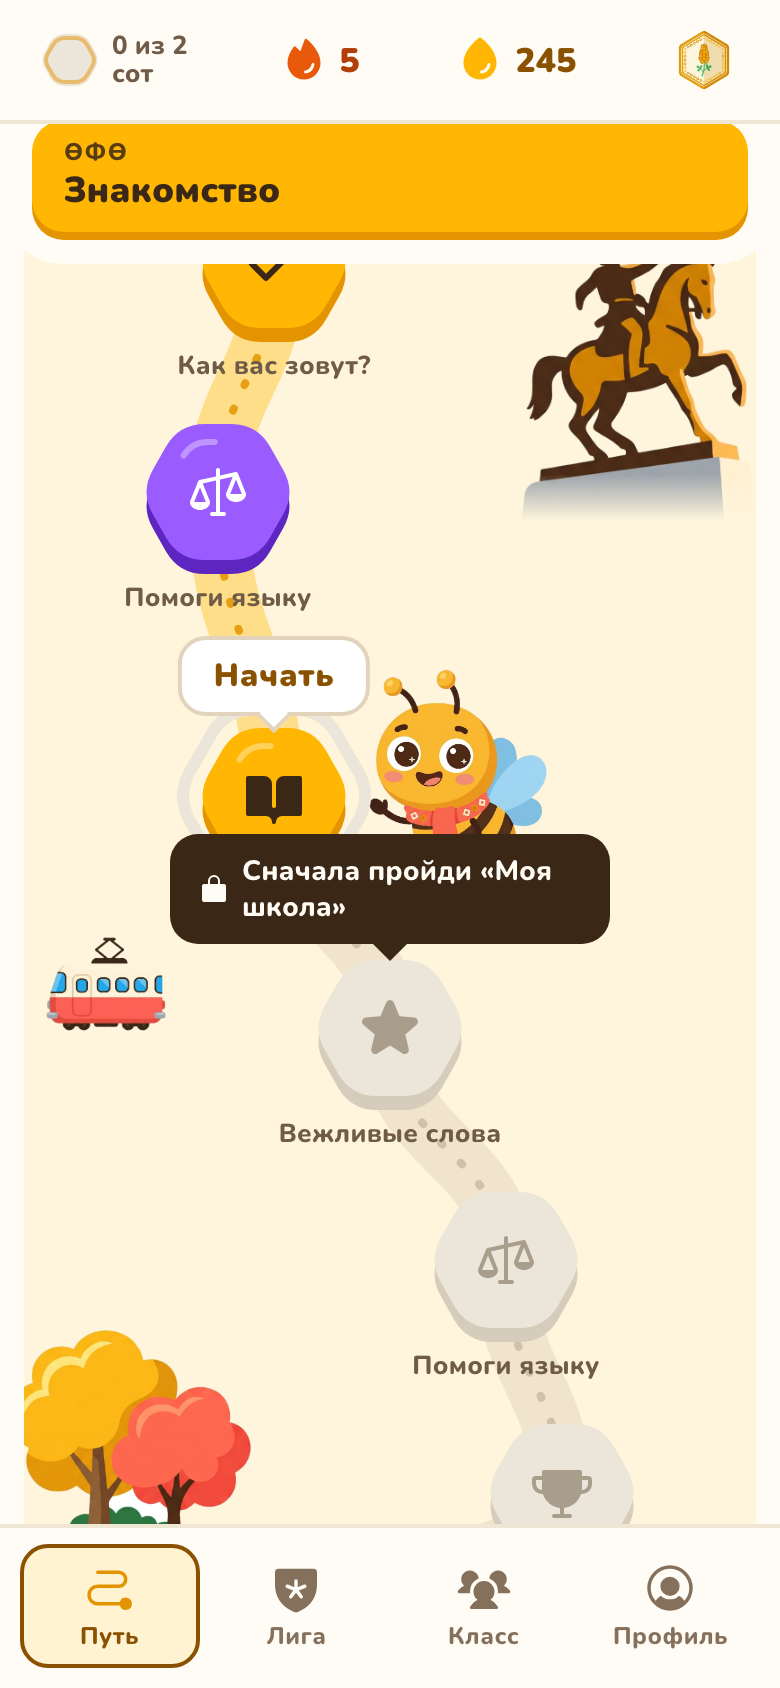 0 из 2
сот
5
245
ӨФӨ
Знакомство
Как вас зовут?
Помоги языку
Начать
Сначала пройди «Моя
школа»
Вежливые слова
Помоги языку
Путь
Лига
Класс
Профиль